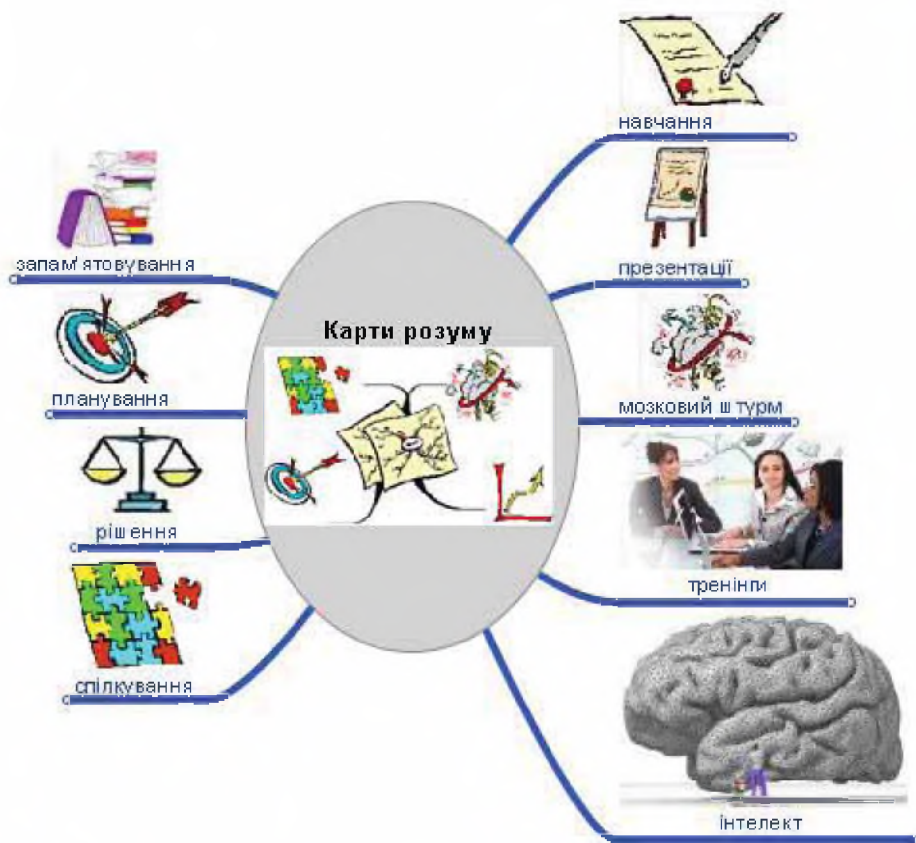 навчання
презентації
мозковий штурм
тренінги
інтелект
Карти розуму
запам'ятовування
планування
рішення
спілкування